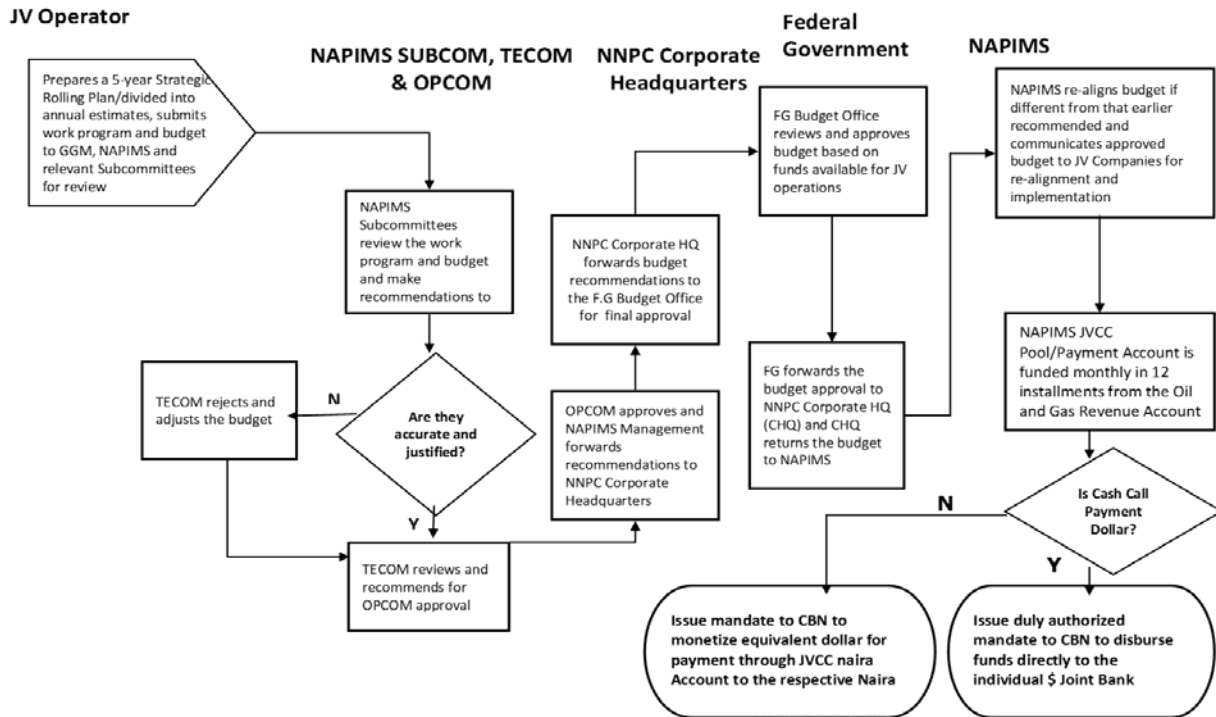 JV Operator
NAPIMS SUBCOM, TECOM
& OPCOM
NNPC Corporate
Headquarters
Federal
Government
NAPIMS
Prepares a 5-year Strategic
Rolling Plan/divided into
annual estimates, submits
work program and budget
to GGM, NAPIMS and
relevant Subcommittees
for review
NAPIMS
Subcommittees
review the work
program and budget
and make
recommendations to
Are they
accurate and
justified?
N
TECOM rejects and
adjusts the budget
Y
TECOM reviews and
recommends for
OPCOM approval
OPCOM approves and
NAPIMS Management
forwards
recommendations to
NNPC Corporate
Headquarters
NNPC Corporate HQ
forwards budget
recommendations to
the F.G Budget Office
for final approval
FG Budget Office
reviews and approves
budget based on
funds available for JV
operations
FG forwards the
budget approval to
NNPC Corporate HQ
(CHQ) and CHQ
returns the budget
to NAPIMS
NAPIMS re-aligns budget if
different from that earlier
recommended and
communicates approved
budget to JV Companies for
re-alignment and
implementation
NAPIMS JVCC
Pool/Payment Account is
funded monthly in 12
installments from the Oil
and Gas Revenue Account
Is Cash Call
Payment
Dollar?
N
Y
Issue mandate to CBN to
monetize equivalent dollar for
payment through JVCC naira
Account to the respective Naira
Issue duly authorized
mandate to CBN to disburse
funds directly to the
individual $ Joint Bank